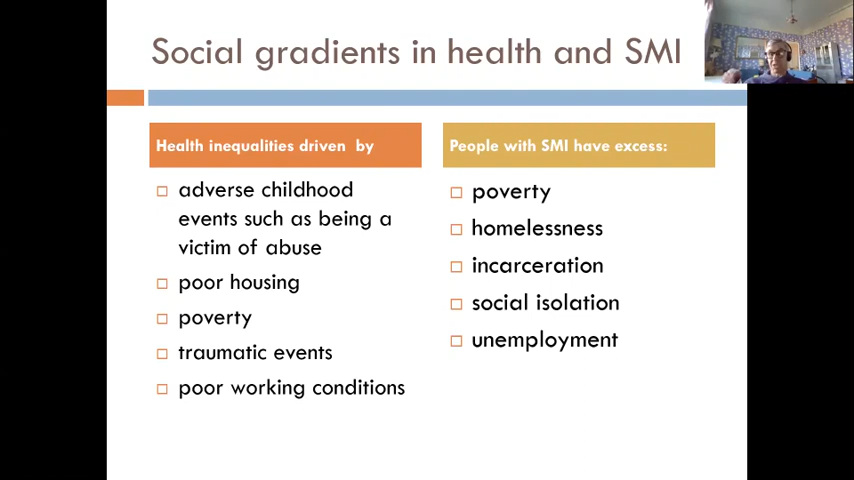 Social gradients in health and SMI
Health inequalities driven by
adverse childhood
events such as being a
victim of abuse
poor housing
poverty
traumatic events
poor working conditions
People with SMI have excess:
poverty
homelessness
incarceration
social isolation
unemployment